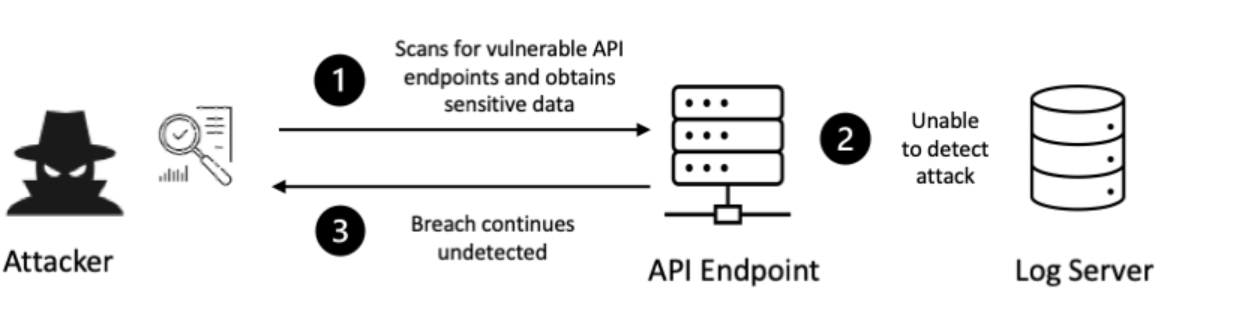 1
Scans for vulnerable API
endpoints and obtains
sensitive data
2
Unable
to detect
attack
3
Breach continues
undetected
Attacker
API Endpoint
Log Server